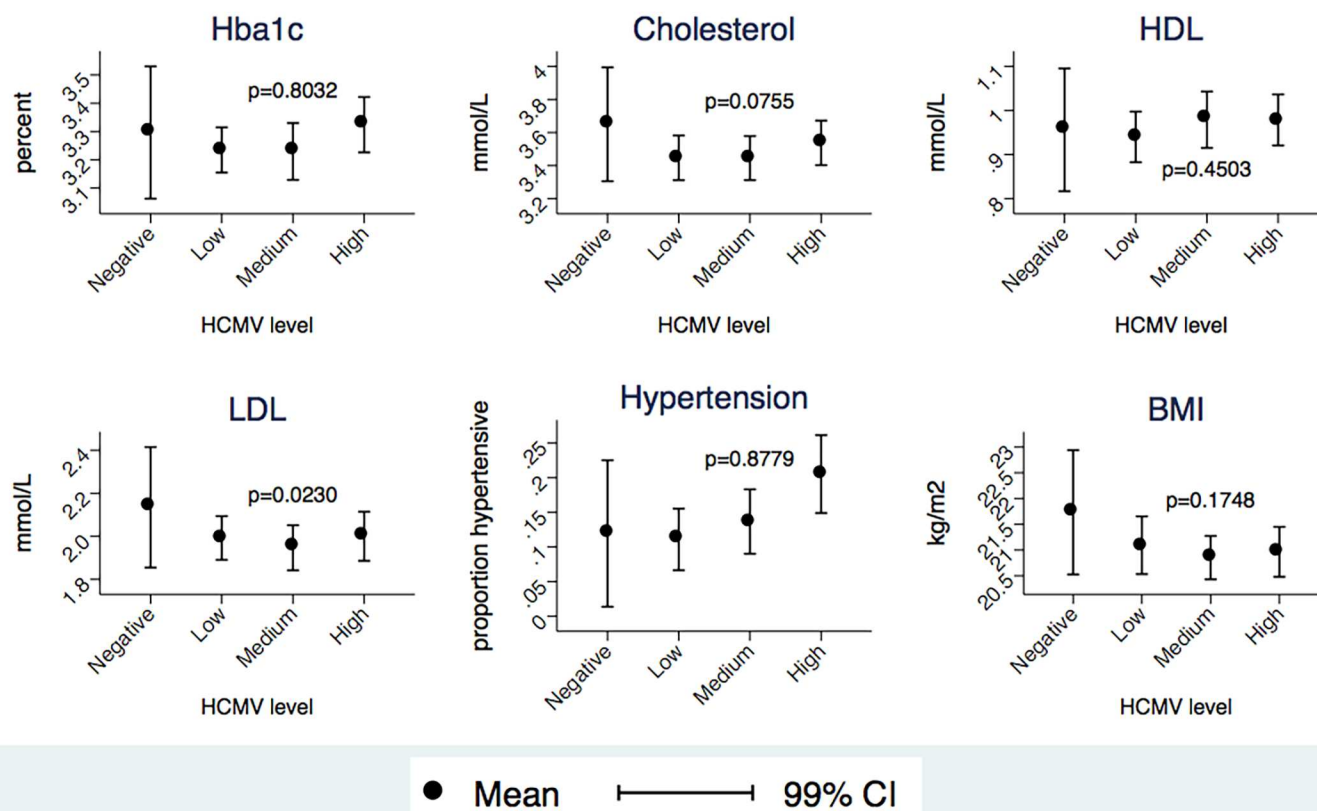 Hba1c
percent
3.5
3.4
3.3
3.2
3.1
p=0.8032
Negative
Low
Medium
High
HCMV level
Cholesterol
mmol/L
4
3.8
3.6
3.4
3.2
p=0.0755
Negative
Low
Medium
High
HCMV level
HDL
mmol/L
1.1
1
.9
.8
p=0.4503
Negative
Low
Medium
High
HCMV level
LDL
mmol/L
2.4
2.2
2.0
1.8
p=0.0230
Negative
Low
Medium
High
HCMV level
Hypertension
proportion hypertensive
.25
.2
.15
.1
.05
0
p=0.8779
Negative
Low
Medium
High
BMI
kg/m2
23
22.5
22
21.5
21
20.5
p=0.1748
Negative
Low
Medium
High
HCMV level
Mean
99% CI